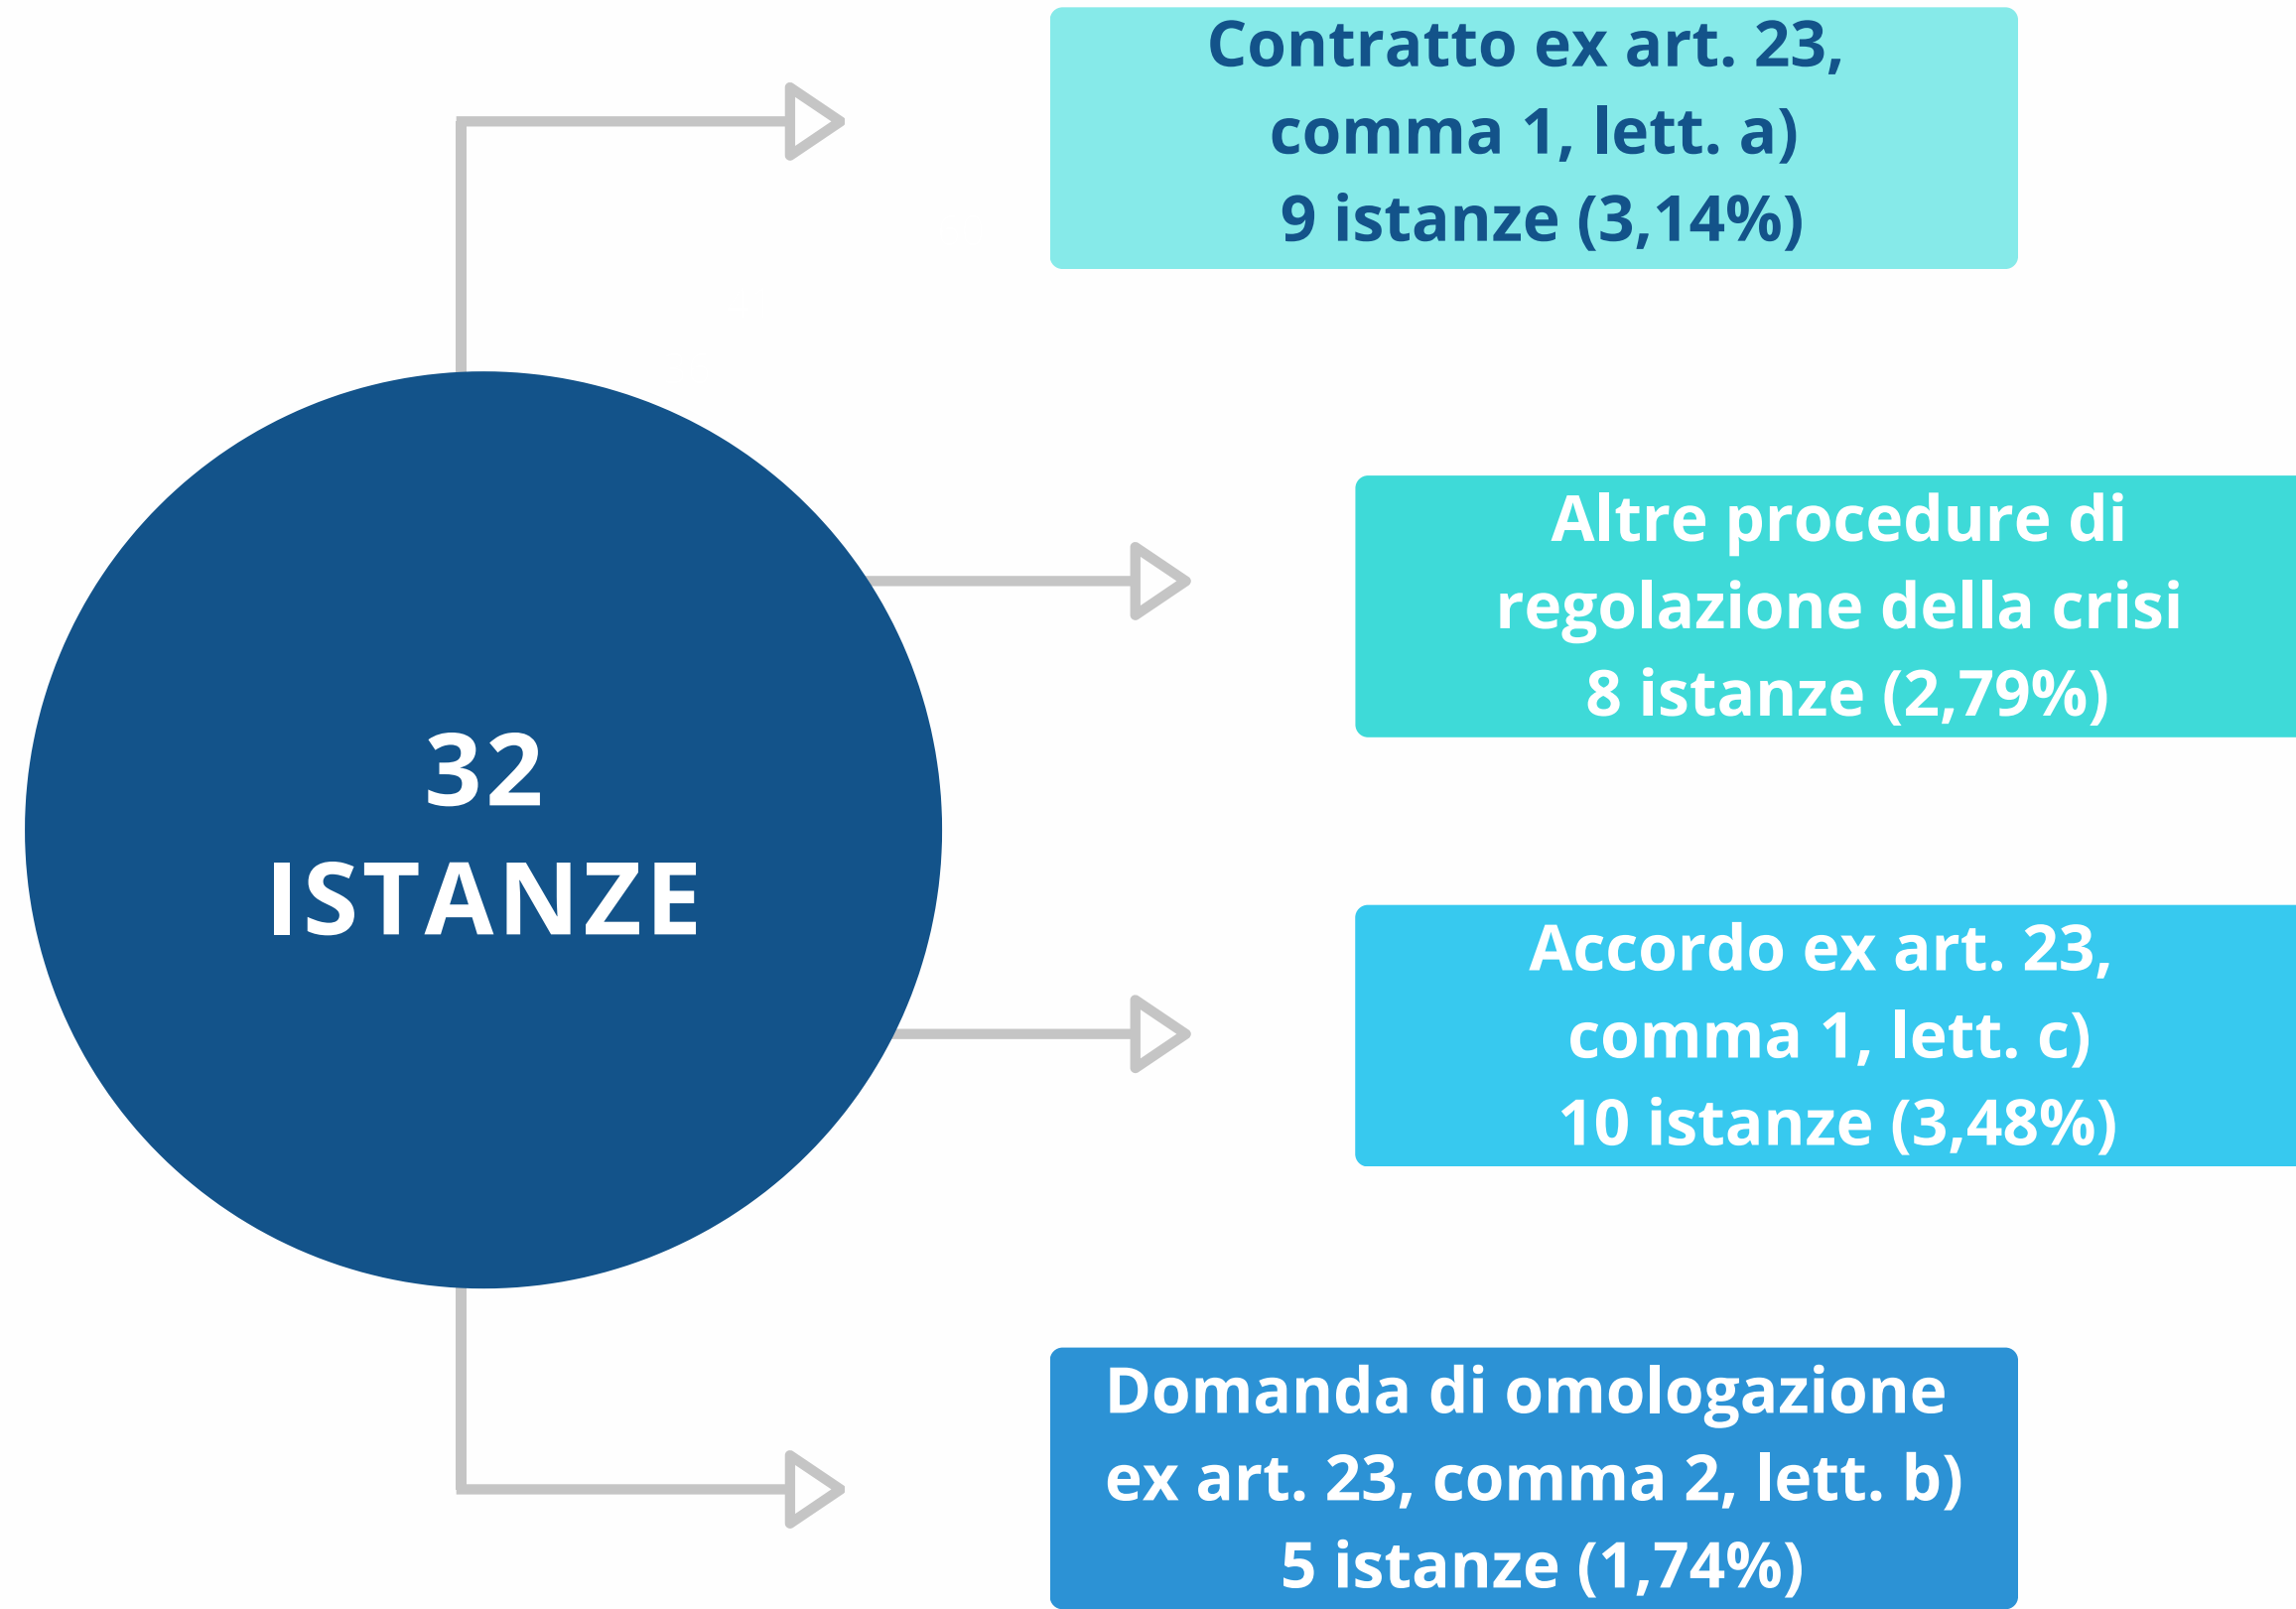 Contratto ex art. 23,
comma 1, lett. a)
9 istanze (3,14%)
Altre procedure di
regolazione della crisi
8 istanze (2,79%)
32
ISTANZE
Accordo ex art. 23,
comma 1, lett. c)
10 istanze (3,48%)
Domanda di omologazione
ex art. 23, comma 2, lett. b)
5 istanze (1,74%)